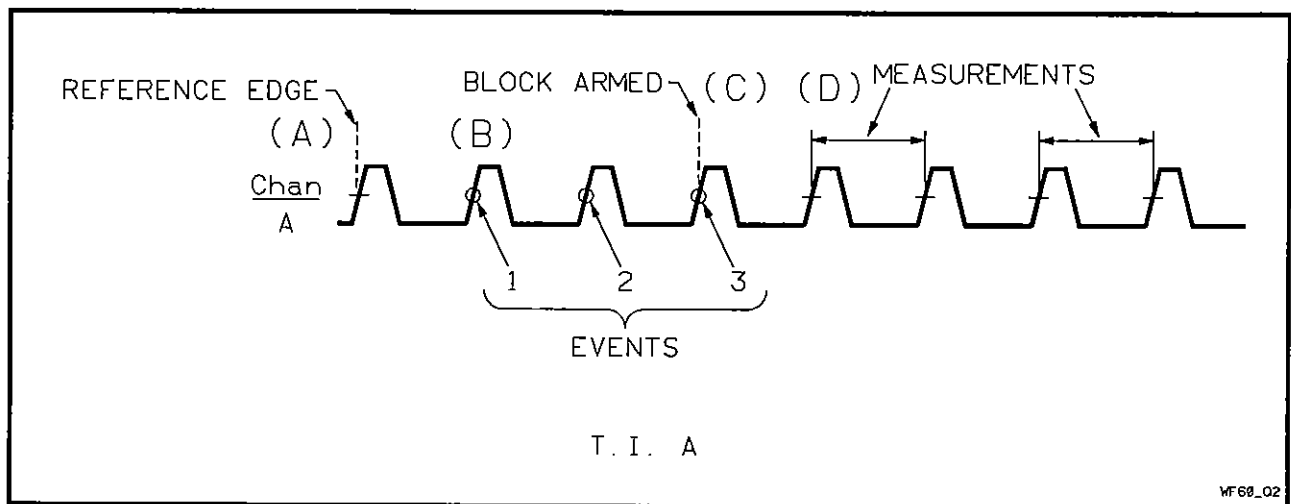 REFERENCE EDGE
BLOCK ARMED
MEASUREMENTS
(A)
(B)
(C)
(D)
Chan
A
1
2
3
EVENTS
T.I. A
WF60_02